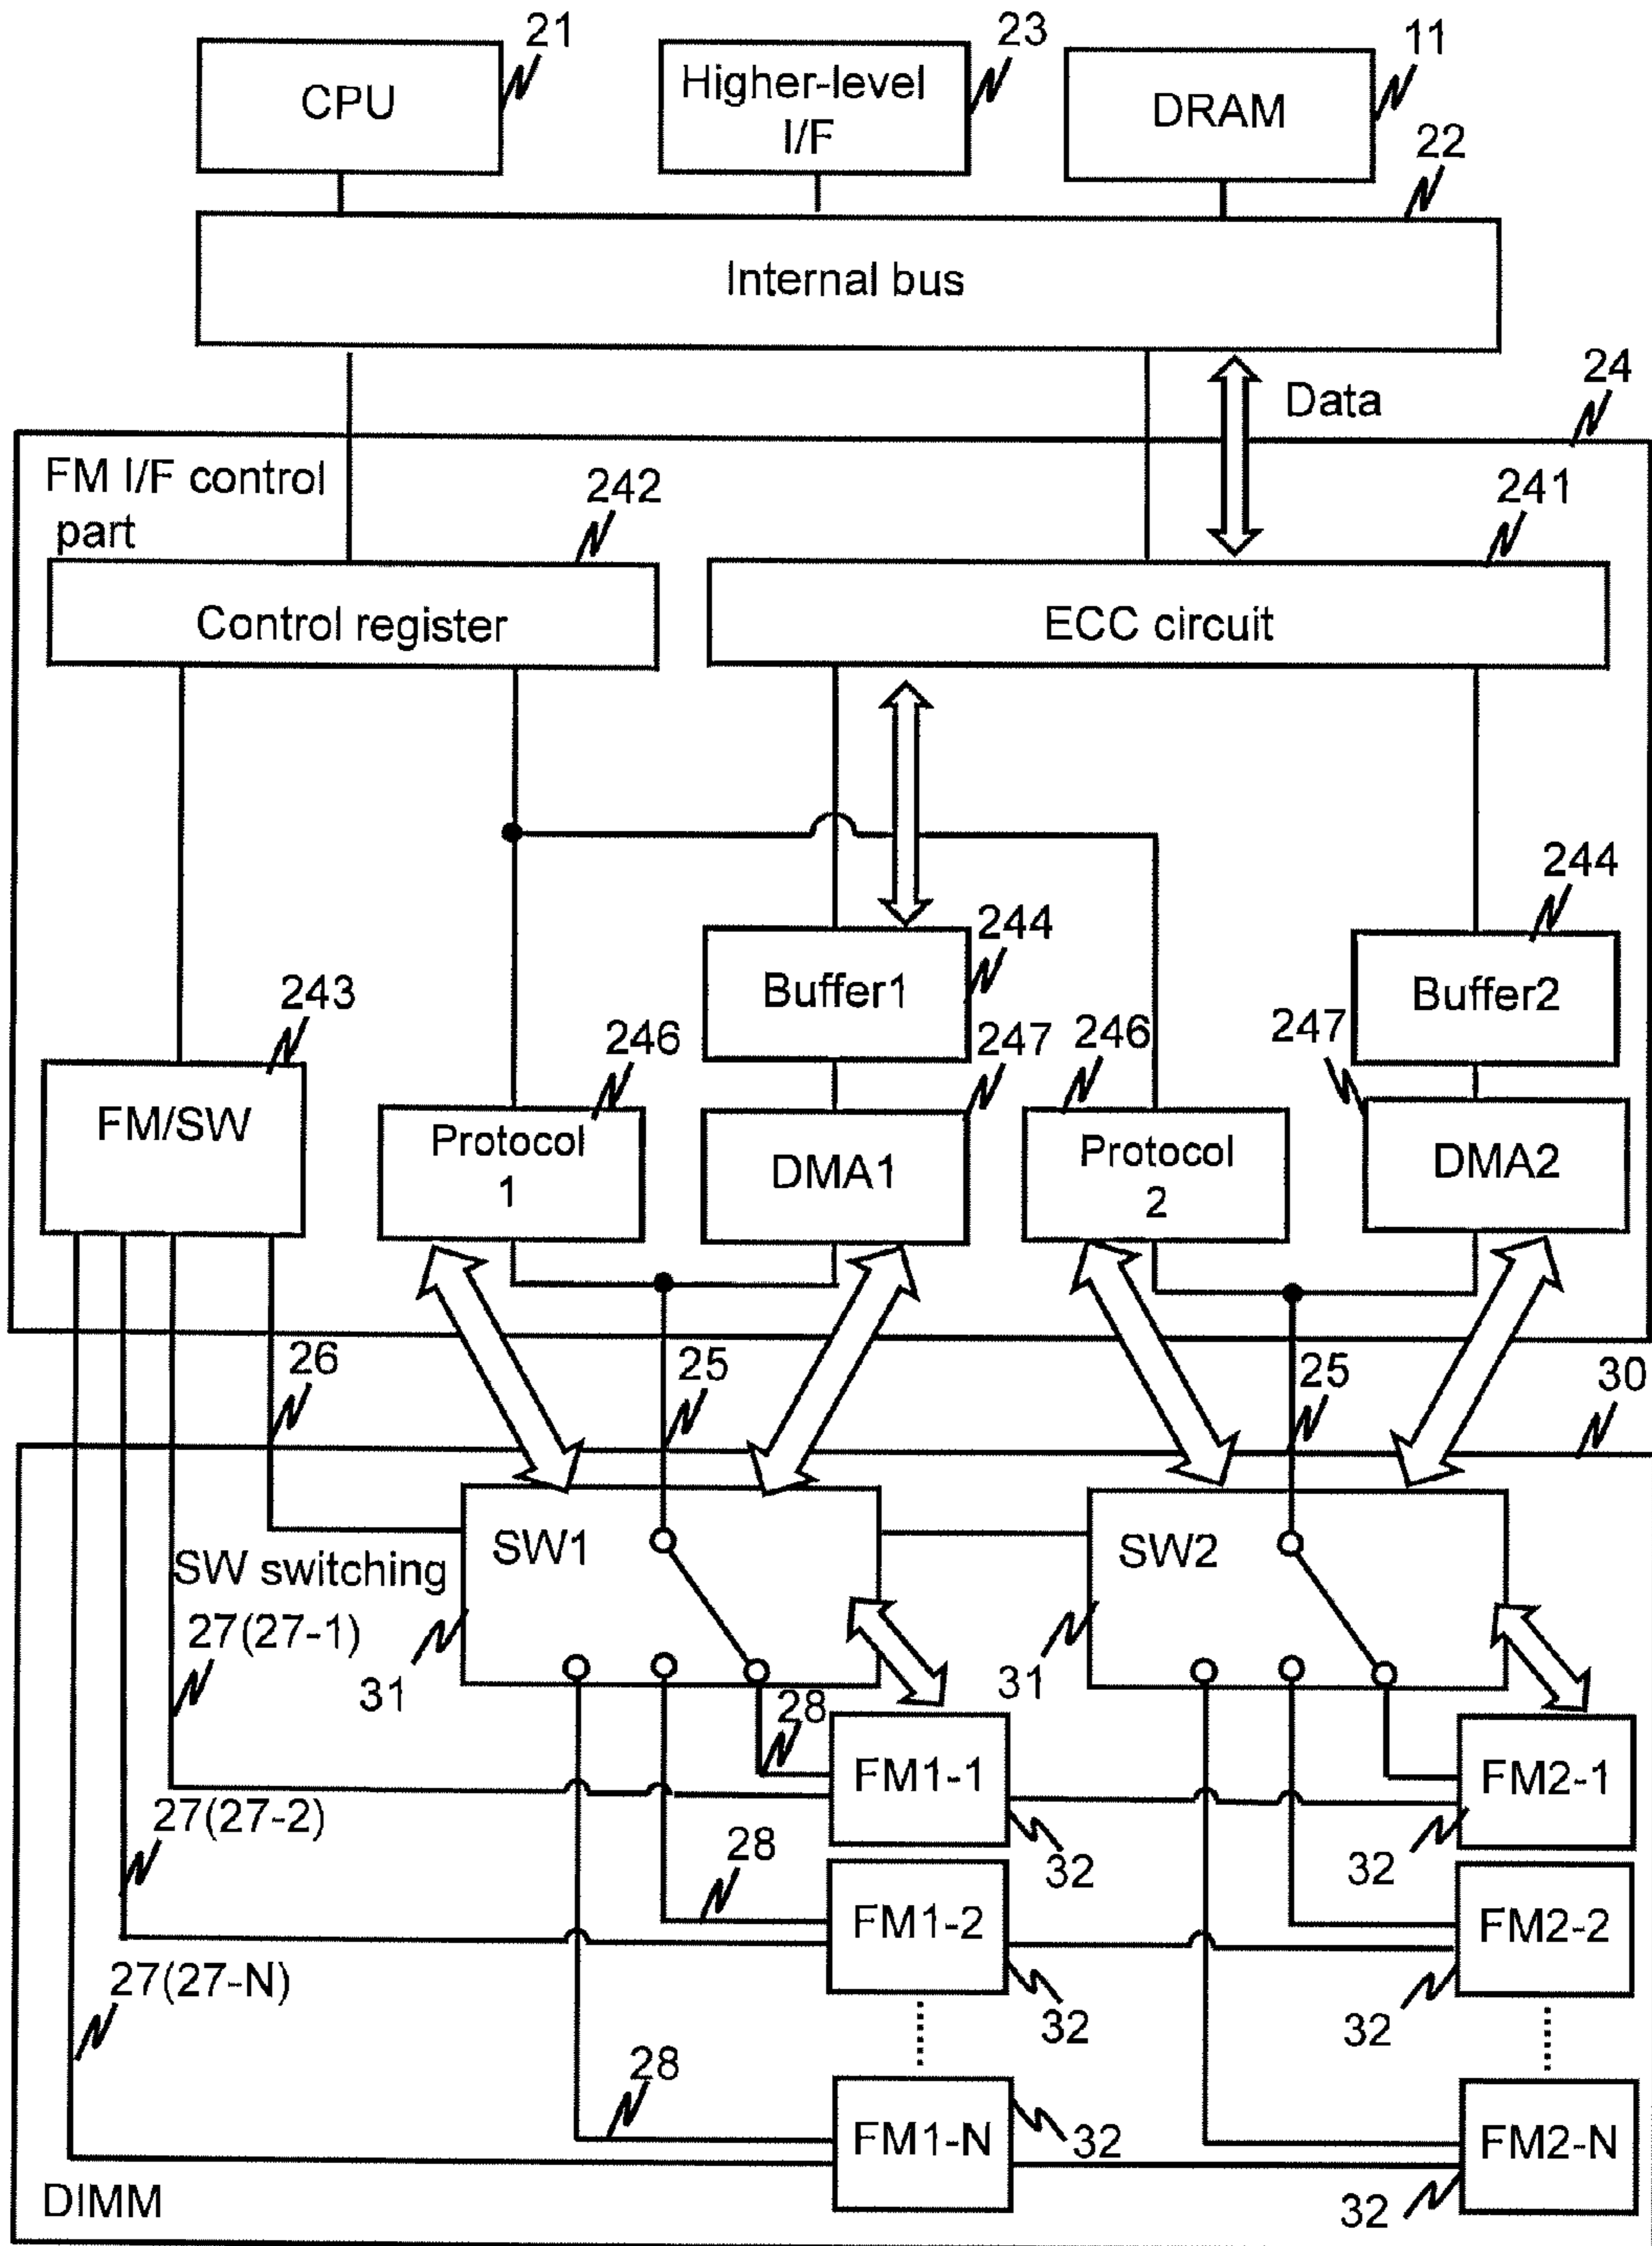 21
23
11
CPU
Higher-level
I/F
DRAM
22
Internal bus
24
Data
FM I/F control
part
242
241
Control register
ECC circuit
244
244
Buffer1
Buffer2
243
246
247
246
247
FM/SW
Protocol
1
DMA1
Protocol
2
DMA2
26
25
25
30
SW1
SW2
SW switching
27(27-1)
31
31
28
FM1-1
FM2-1
27(27-2)
28
32
32
FM1-2
FM2-2
27(27-N)
32
32
28
FM1-N
32
FM2-N
DIMM
32